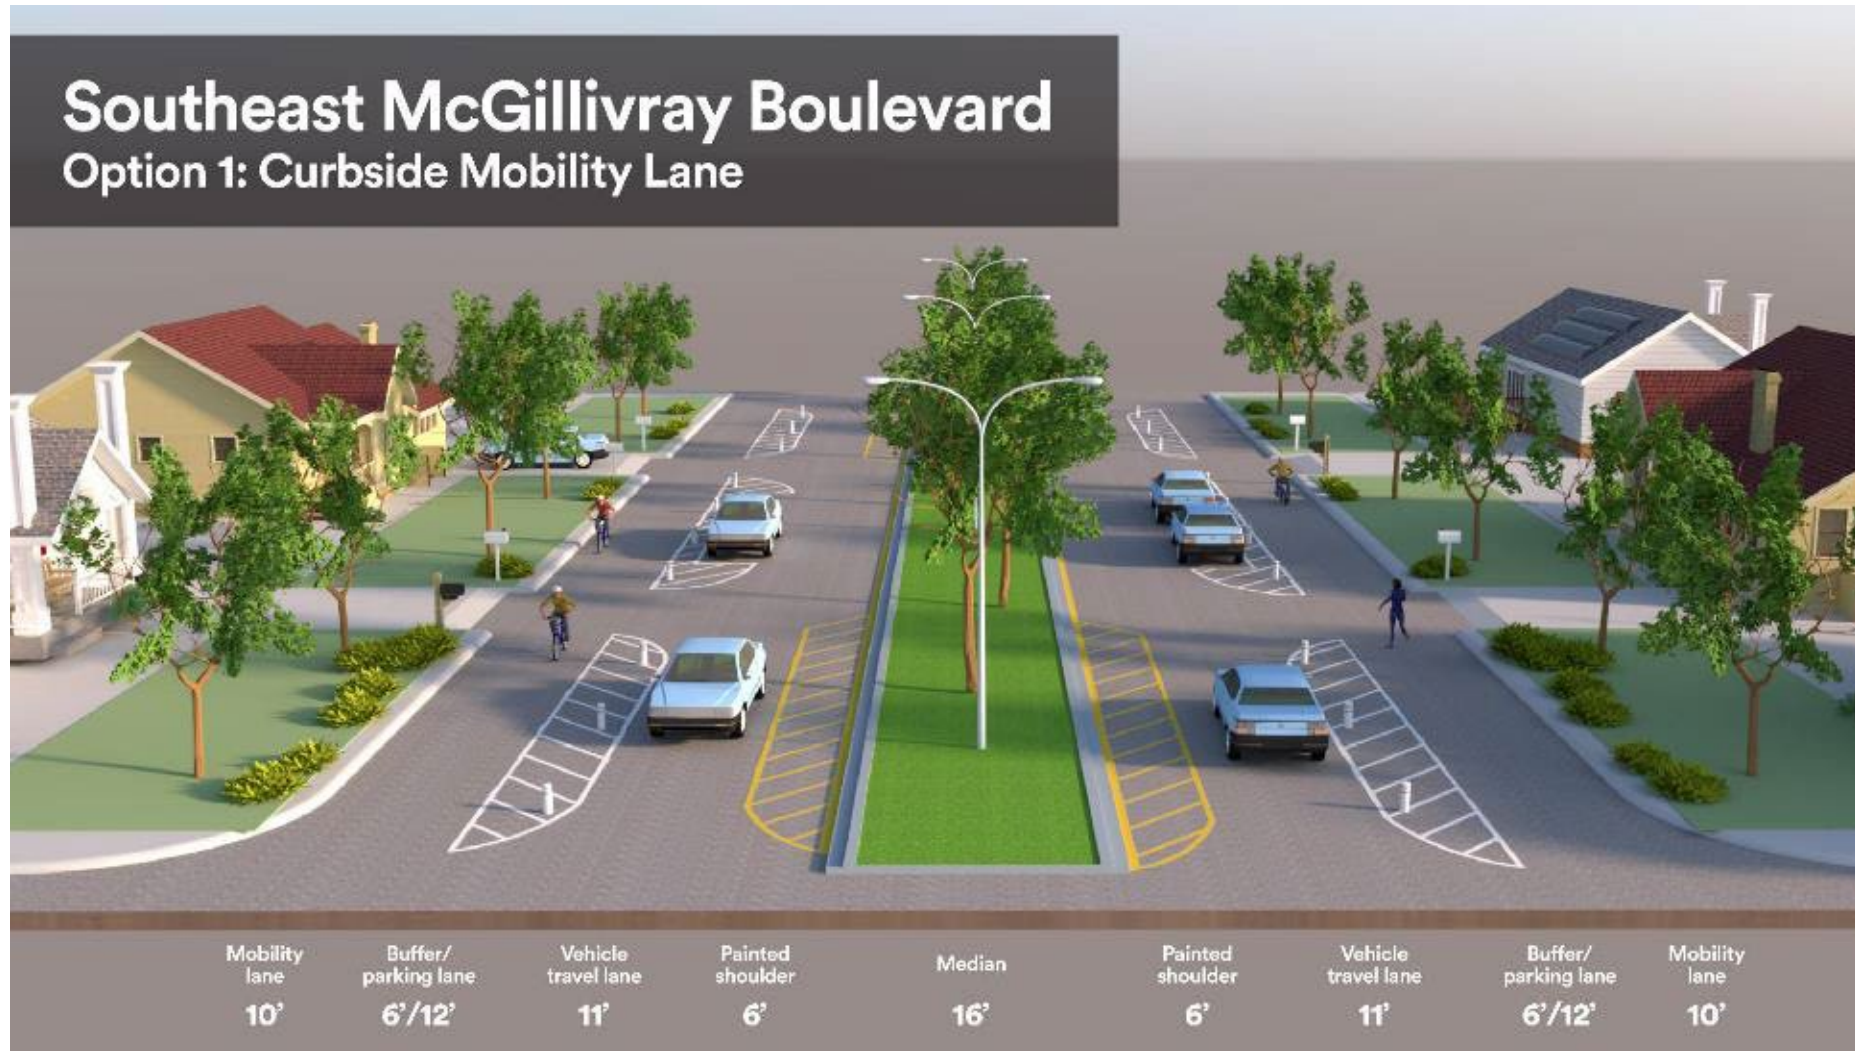 Southeast McGillivray Boulevard
Option 1: Curbside Mobility Lane
Mobility
lane
10’
Buffer/
parking lane
6’/12’
Vehicle
travel lane
11’
Painted
shoulder
6’
Median
16’
Painted
shoulder
6’
Vehicle
travel lane
11’
Buffer/
parking lane
6’/12’
Mobility
lane
10’